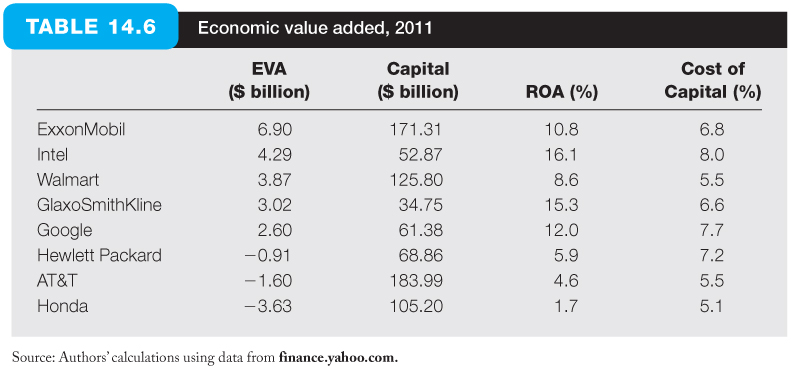 TABLE 14.6 Economic value added, 2011
EVA Capital Cost of
($ billion) ($ billion) ROA (%) Capital (%)
ExxonMobil 6.90 171.31 10.8 6.8
Intel 4.29 52.87 16.1 8.0
Walmart 3.87 125.80 8.6 5.5
GlaxoSmithKline 3.02 34.75 15.3 6.6
Google 2.60 61.38 12.0 7.7
Hewlett Packard −0.91 68.86 5.9 7.2
AT&T −1.60 183.99 4.6 5.5
Honda −3.63 105.20 1.7 5.1
Source: Authors' calculations using data from finance.yahoo.com.